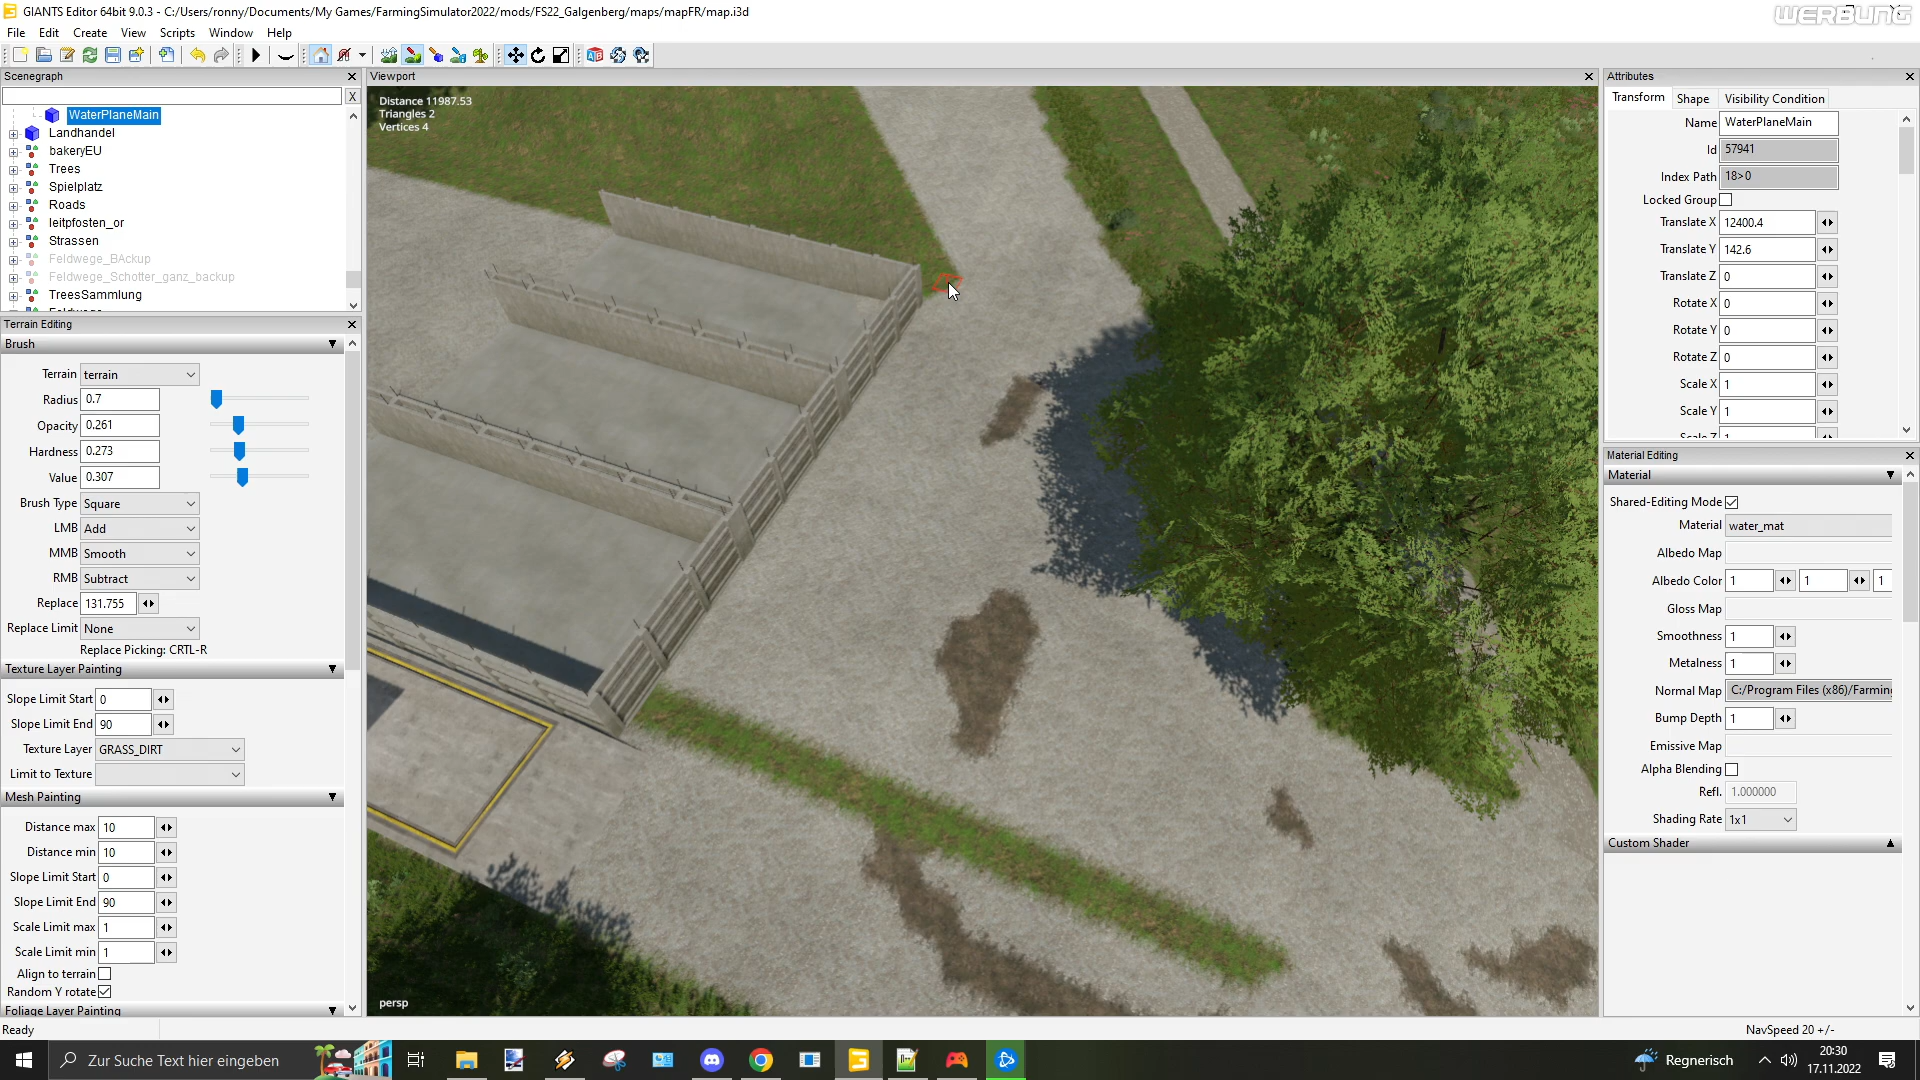 GIANTS Editor 64bit 9.0.3 - C:/Users/ronny/Documents/My Games/FarmingSimulator2022/mods/FS22_Galgenberg/maps/mapFR/map.i3d
WERBUNG
File Edit Create View Scripts Window Help
Scenegraph
X
WaterPlaneMain
Landhandel
bakeryEU
Trees
Spielplatz
Roads
leitpfosten_or
Strassen
Feldwege_BAckup
Feldwege_Schotter_ganz_backup
TreesSammlung
Terrain Editing
Brush
Terrain terrain
Radius 0.7
Opacity 0.261
Hardness 0.273
Value 0.307
Brush Type Square
LMB Add
MMB Smooth
RMB Subtract
Replace 131.755
Replace Limit None
Replace Picking: CRTL-R
Texture Layer Painting
Slope Limit Start 0
Slope Limit End 90
Texture Layer GRASS_DIRT
Limit to Texture
Mesh Painting
Distance max 10
Distance min 10
Slope Limit Start 0
Slope Limit End 90
Scale Limit max 1
Scale Limit min 1
Align to terrain
Random Y rotate
Foliage Layer Painting
Ready
Viewport
Distance 11987.53
Triangles 2
Vertices 4
persp
Attributes
Transform Shape Visibility Condition
Name WaterPlaneMain
Id 57941
Index Path 18>0
Locked Group
Translate X 12400.4
Translate Y 142.6
Translate Z 0
Rotate X 0
Rotate Y 0
Rotate Z 0
Scale X 1
Scale Y 1
Scale Z 1
Material Editing
Material
Shared-Editing Mode
Material water_mat
Albedo Map
Albedo Color 1 1 1
Gloss Map
Smoothness 1
Metalness 1
Normal Map C:/Program Files (x86)/Farming
Bump Depth 1
Emissive Map
Alpha Blending
Refl. 1.000000
Shading Rate 1x1
Custom Shader
NavSpeed 20 +/-
Zur Suche Text hier eingeben
Regnerisch
20:30
17.11.2022